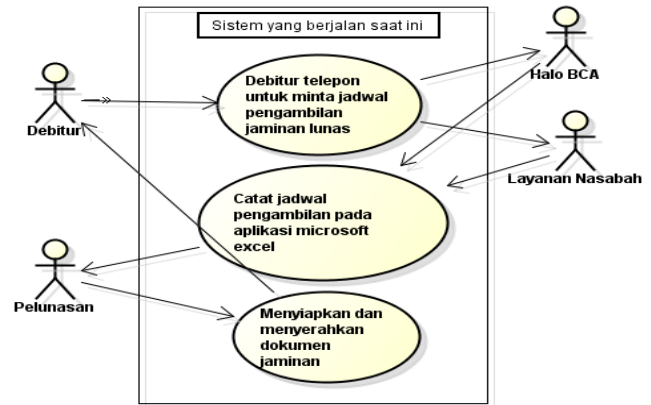 Sistem yang berjalan saat ini
Debitur telepon
untuk minta jadwal
pengambilan
jaminan lunas
Halo BCA
Debitur
Layanan Nasabah
Catat jadwal
pengambilan pada
aplikasi microsoft
excel
Pelunasan
Menyiapkan dan
menyerahkan
dokumen
jaminan